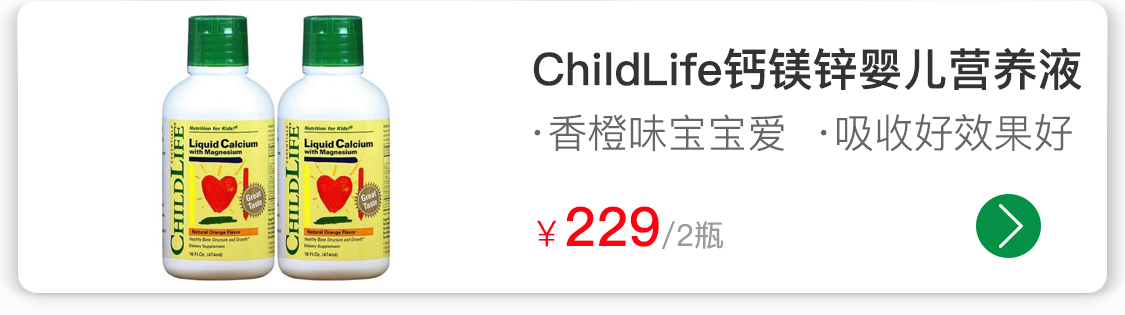 ChildLife钙镁锌婴儿营养液
·香橙味宝宝爱 ·吸收好效果好
¥229/2瓶
CHILDLIFE
Nutrition for Kids!®
Liquid Calcium
with Magnesium
Great
Taste
Natural Orange Flavor
Healthy Bone Structure and Growth*
Dietary Supplement
16 Fl.Oz. (474ml)
CHILDLIFE
Nutrition for Kids!®
Liquid Calcium
with Magnesium
Great
Taste
Natural Orange Flavor
Healthy Bone Structure and Growth*
Dietary Supplement
16 Fl.Oz. (474ml)